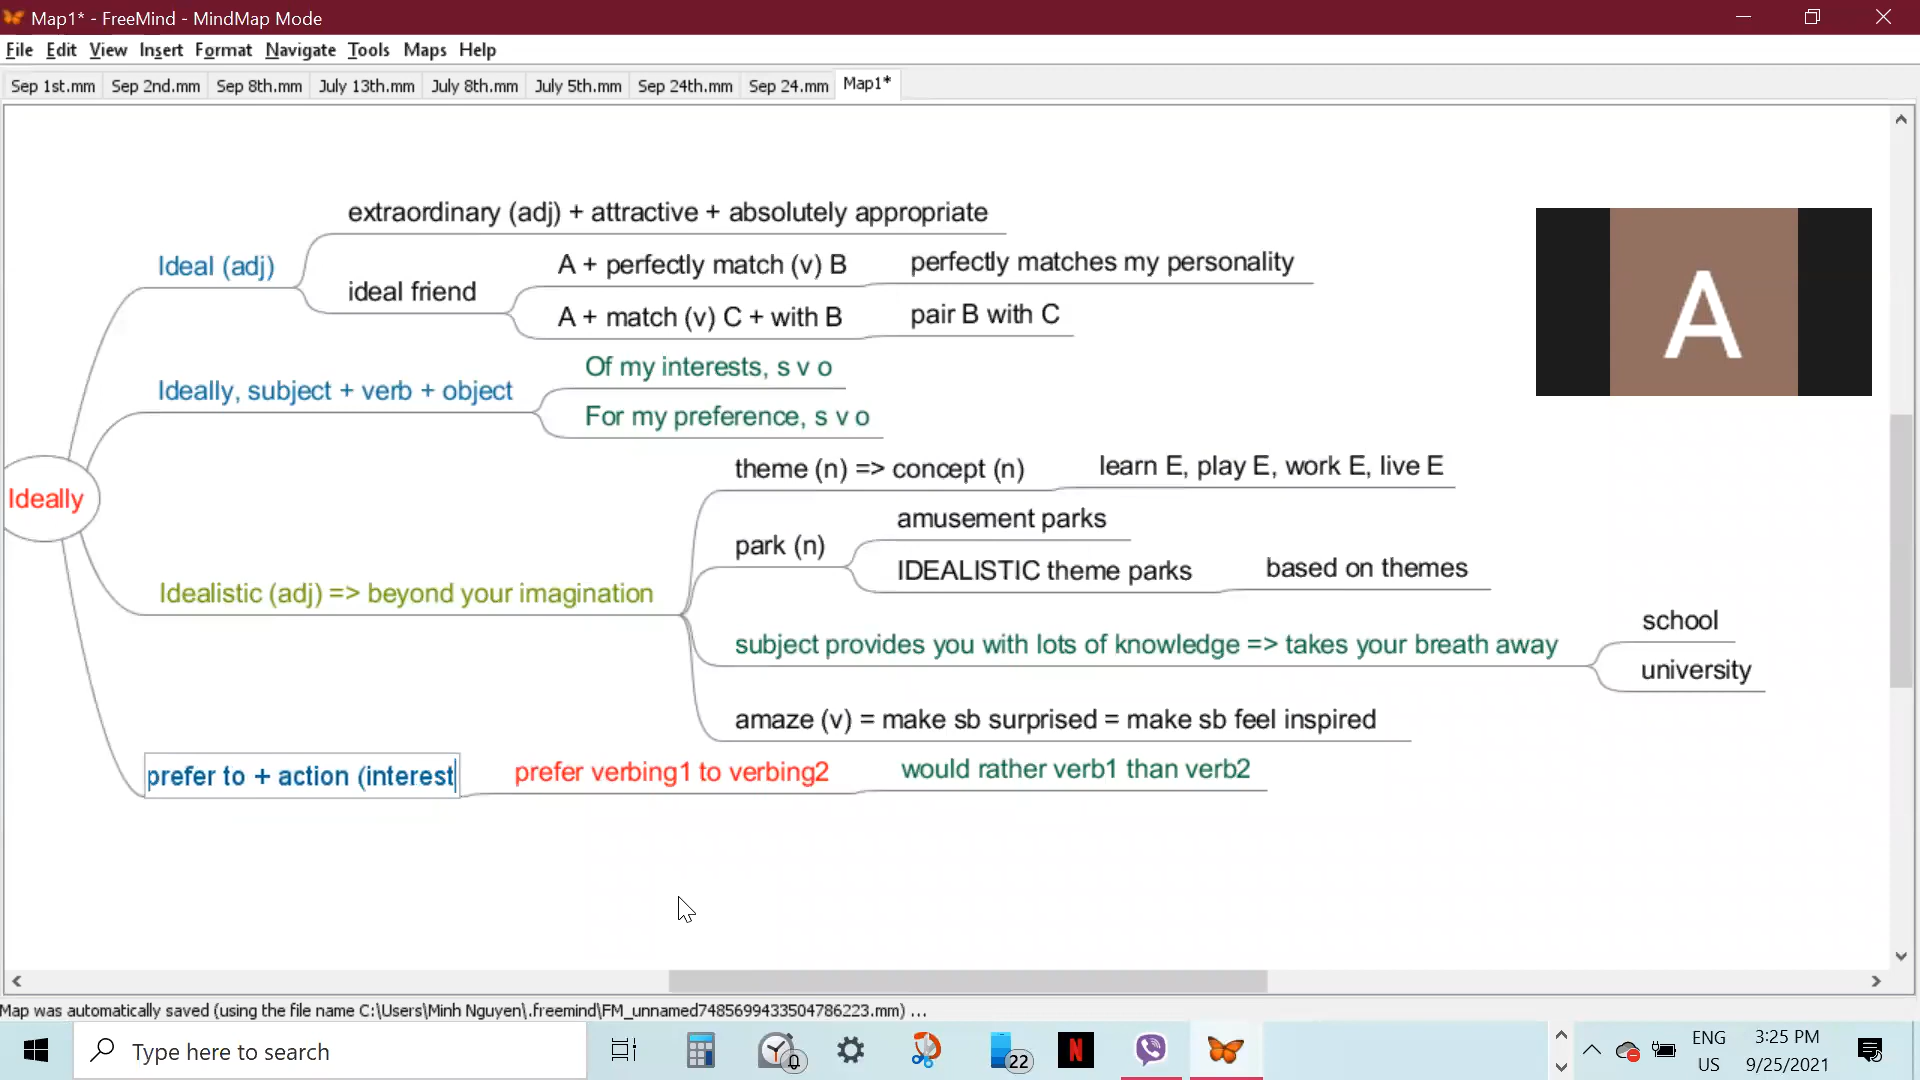 Map1* - FreeMind - MindMap Mode
File Edit View Insert Format Navigate Tools Maps Help
Sep 1st.mm Sep 2nd.mm Sep 8th.mm July 13th.mm July 8th.mm July 5th.mm Sep 24th.mm Sep 24.mm Map1*
extraordinary (adj) + attractive + absolutely appropriate
Ideal (adj)
ideal friend
A + perfectly match (v) B
perfectly matches my personality
A + match (v) C + with B
pair B with C
A
Ideally, subject + verb + object
Of my interests, s v o
For my preference, s v o
Ideally
theme (n) => concept (n)
learn E, play E, work E, live E
park (n)
amusement parks
IDEALISTIC theme parks
based on themes
Idealistic (adj) => beyond your imagination
subject provides you with lots of knowledge => takes your breath away
school
university
amaze (v) = make sb surprised = make sb feel inspired
prefer to + action (interest
prefer verbing1 to verbing2
would rather verb1 than verb2
Map was automatically saved (using the file name C:\Users\Minh Nguyen\.freemind\FM_unnamed7485699433504786223.mm) ...
Type here to search
22
N
ENG
US
3:25 PM
9/25/2021